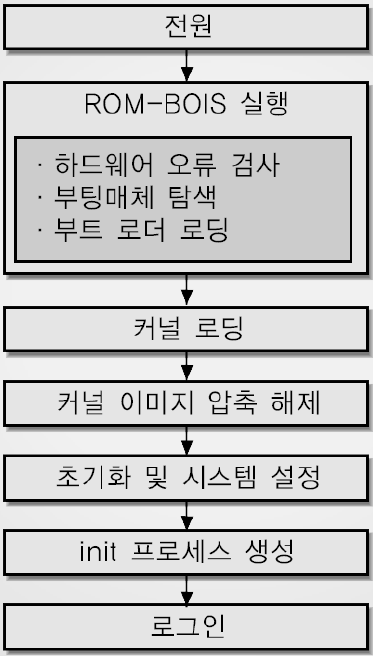 전원
ROM-BOIS 실행
· 하드웨어 오류 검사
· 부팅매체 탐색
· 부트 로더 로딩
커널 로딩
커널 이미지 압축 해제
초기화 및 시스템 설정
init 프로세스 생성
로그인